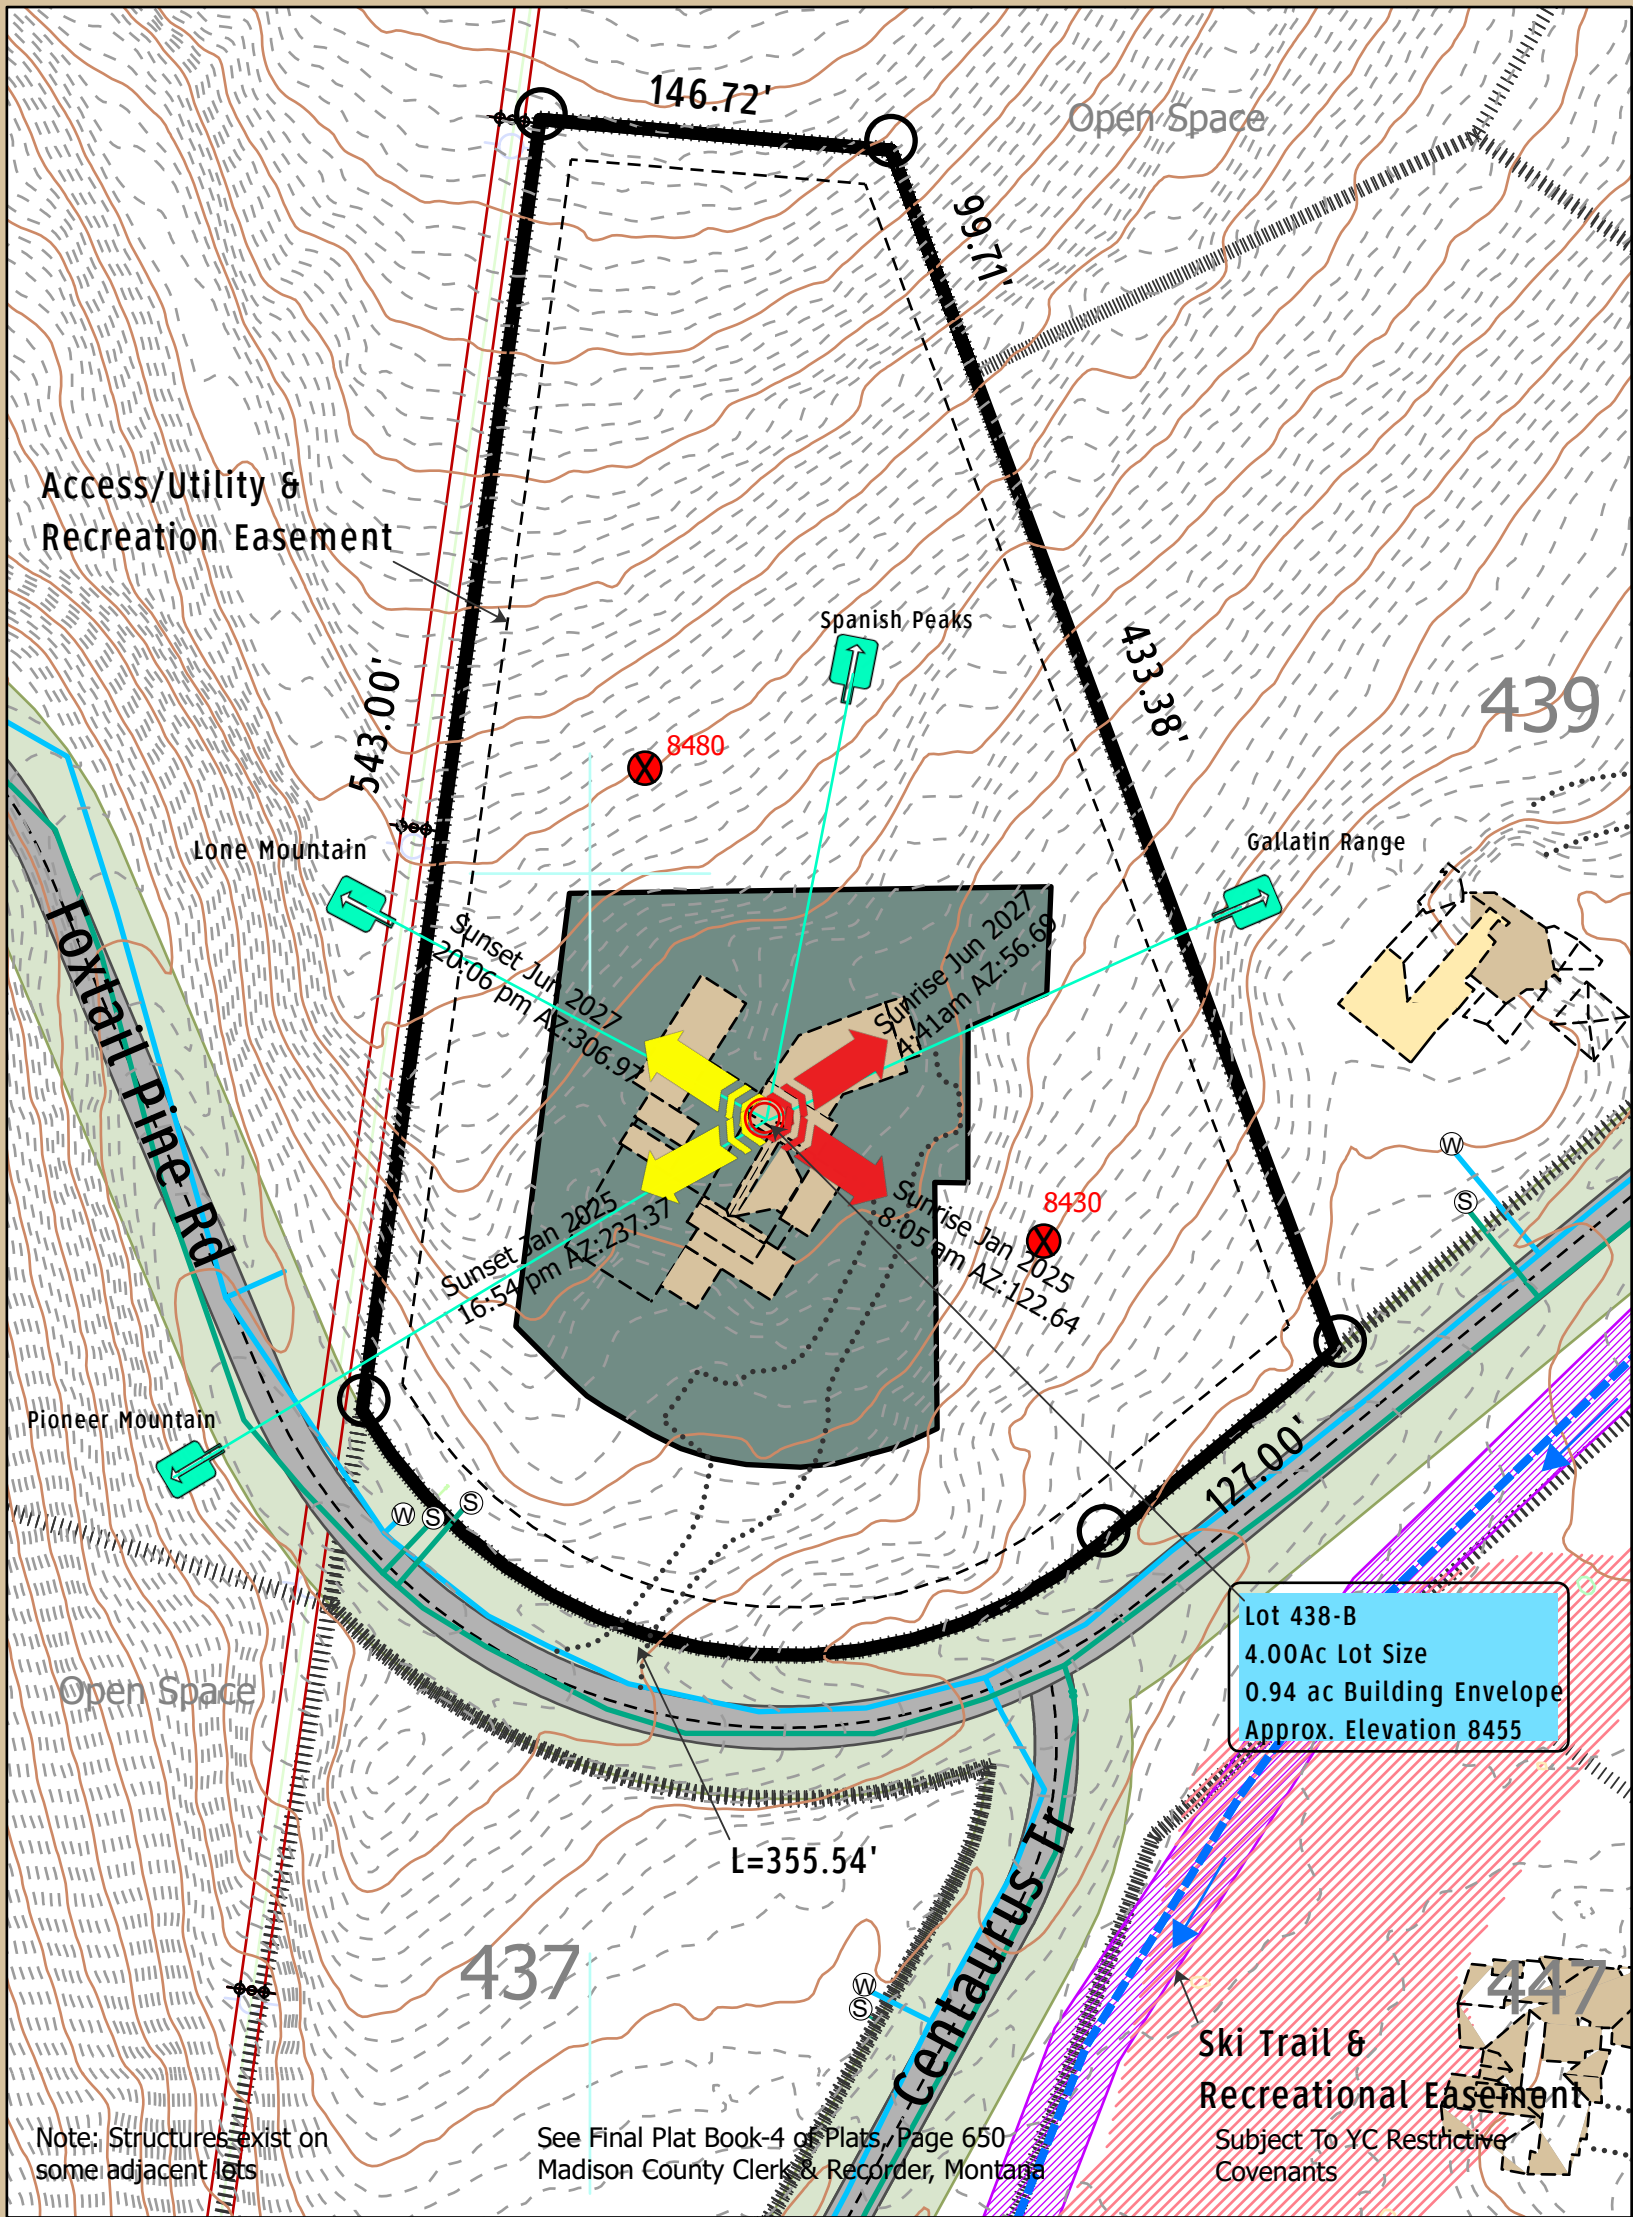 146.72'
Open Space
99.71'
Access/Utility &
Recreation Easement
Spanish Peaks
433.38'
543.00'
439
8480
Lone Mountain
Gallatin Range
Sunset Jun 2027
20:06 pm AZ:306.97
Sunrise Jun 2027
4:41am AZ:56.69
Foxtail Pine Rd
W
S
Sunset Jan 2025
16:54 pm AZ:237.37
Sunrise Jan 2025
8:05 am AZ:122.64
8430
Pioneer Mountain
127.00'
W S S
Lot 438-B
4.00Ac Lot Size
0.94 ac Building Envelope
Approx. Elevation 8455
Open Space
L=355.54'
Centaurus Tr
437
W
S
447
Ski Trail &
Recreational Easement
Note: Structures exist on
some adjacent lots
See Final Plat Book-4 of Plats, Page 650
Madison County Clerk & Recorder, Montana
Subject To YC Restrictive
Covenants